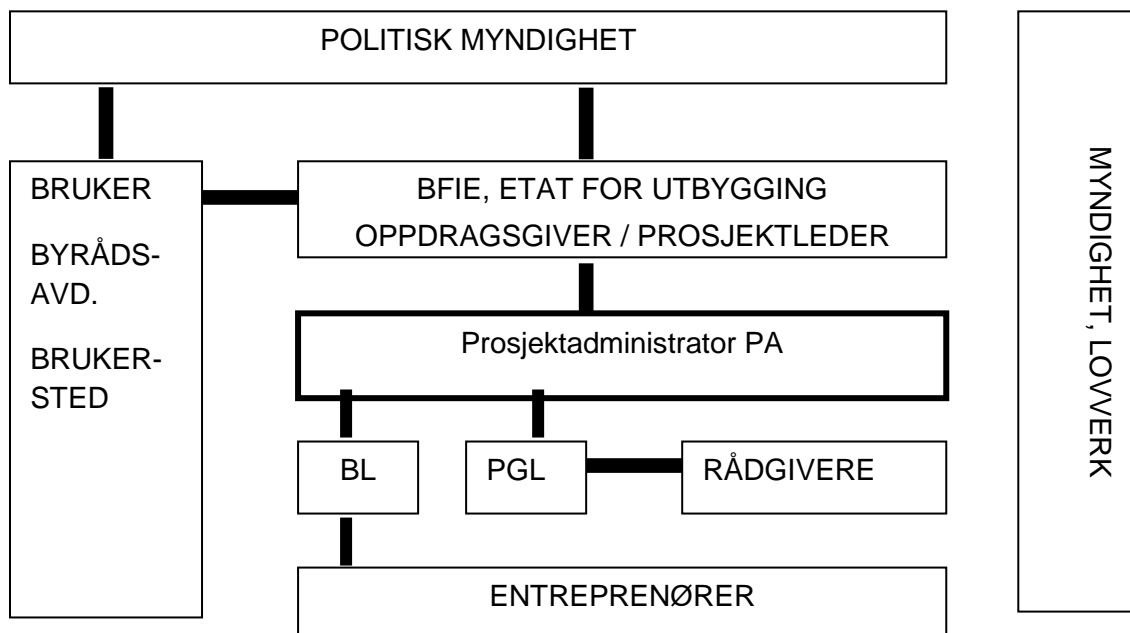 POLITISK MYNDIGHET
BRUKER
BYRÅDS-
AVD.
BRUKER-
STED
BFIE, ETAT FOR UTBYGGING
OPPDRAGSGIVER / PROSJEKTLEDER
Prosjektadministrator PA
BL
PGL
RÅDGIVERE
ENTREPRENØRER
MYNDIGHET, LOVVERK